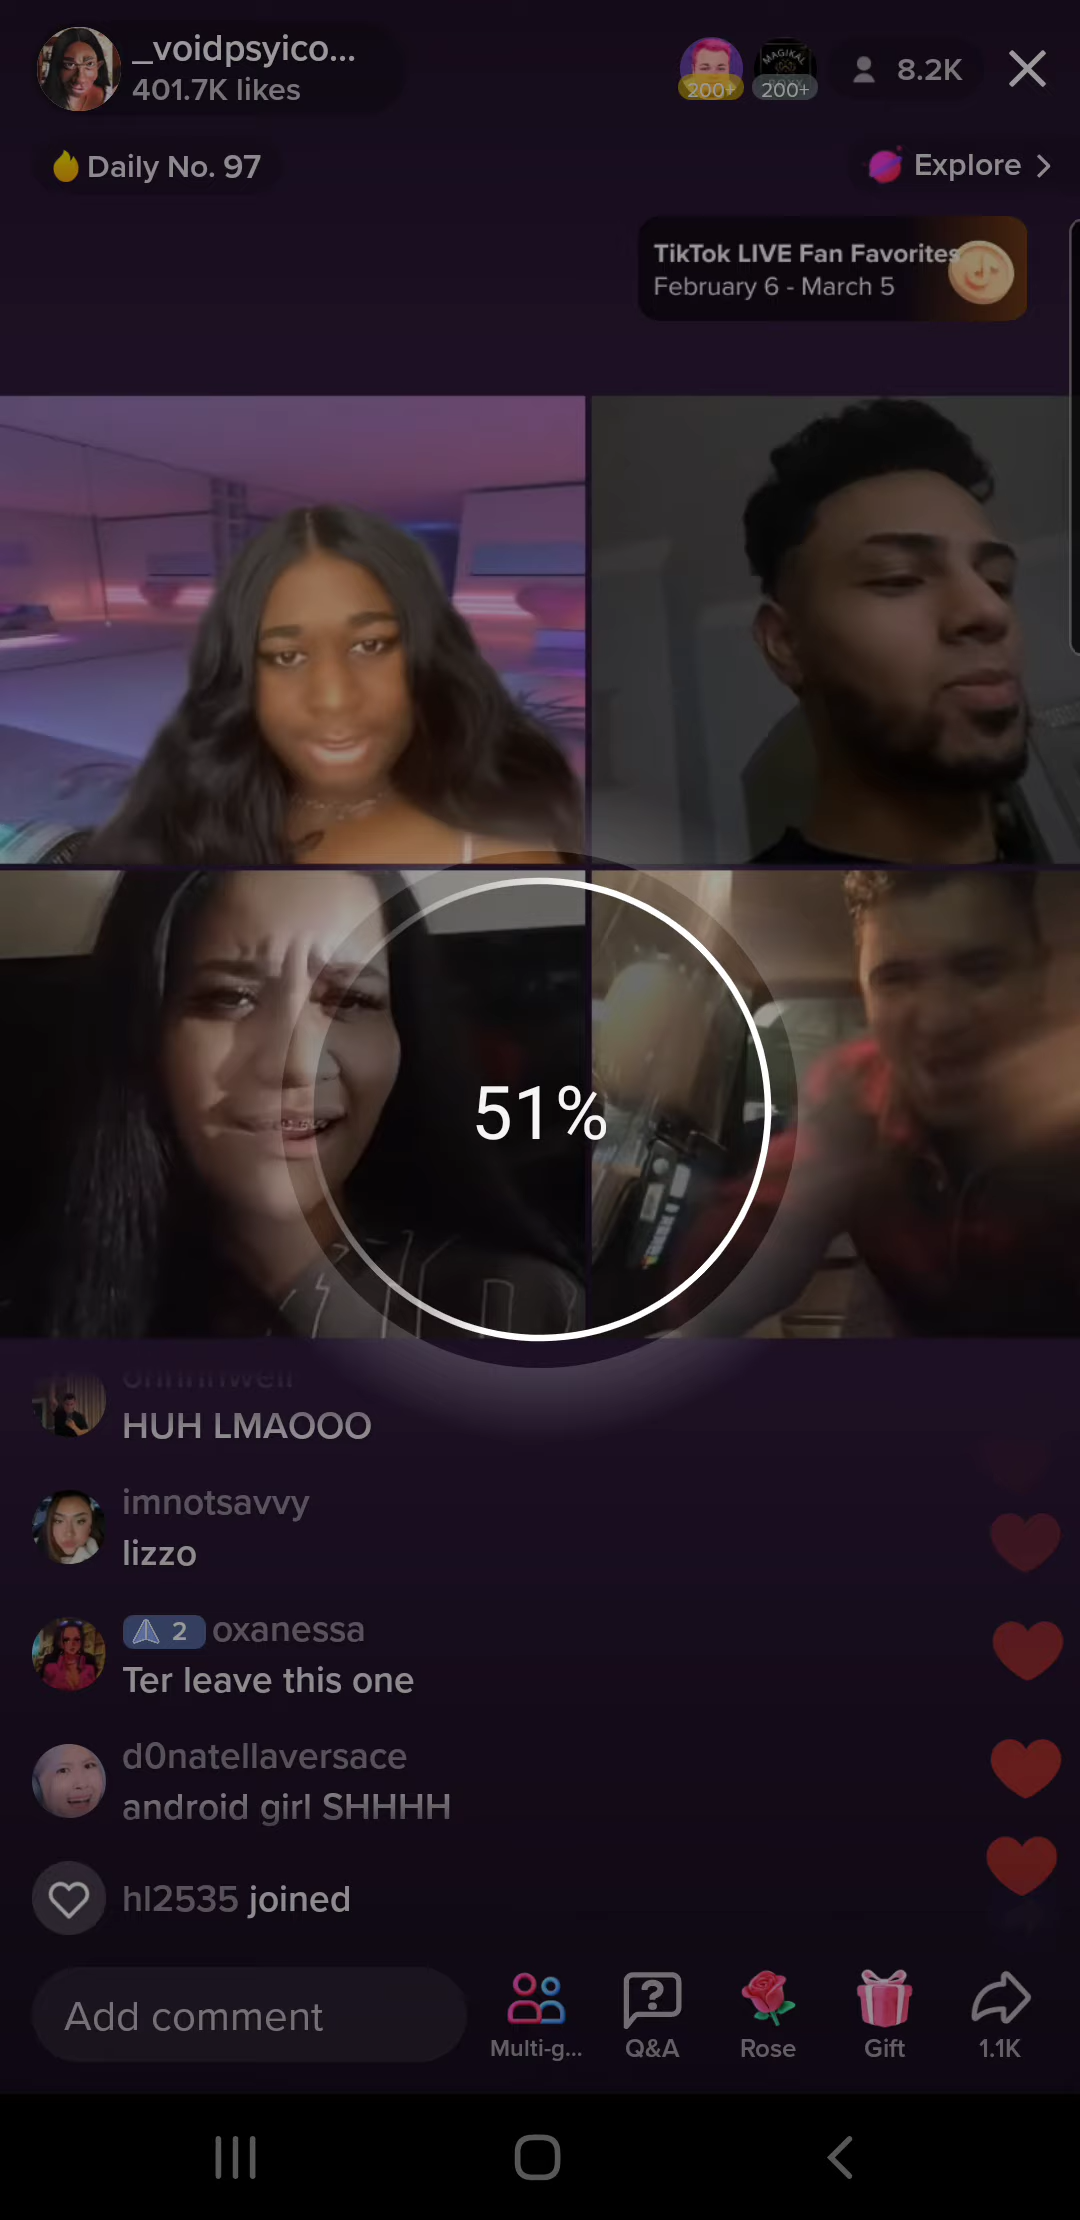 _voidpsyico...
401.7K likes
200+
MAGIKAL
200+
8.2K
Daily No. 97
Explore
TikTok LIVE Fan Favorites
February 6 - March 5
51%
HUH LMAOOO
imnotsavvy
lizzo
2 oxanessa
Ter leave this one
d0natellaversace
android girl SHHHH
hl2535 joined
Add comment
Multi-g...
Q&A
Rose
Gift
1.1K